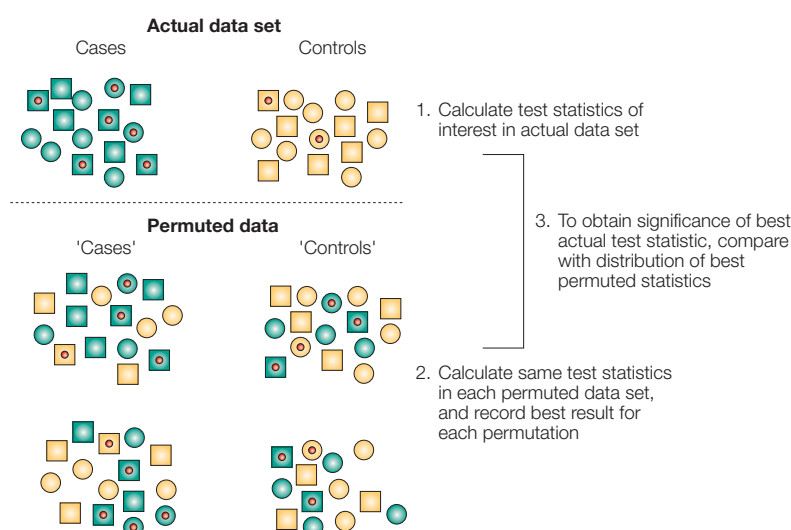 Actual data set
Cases
Controls
1. Calculate test statistics of
interest in actual data set
Permuted data
'Cases'
'Controls'
3. To obtain significance of best
actual test statistic, compare
with distribution of best
permuted statistics
2. Calculate same test statistics
in each permuted data set,
and record best result for
each permutation